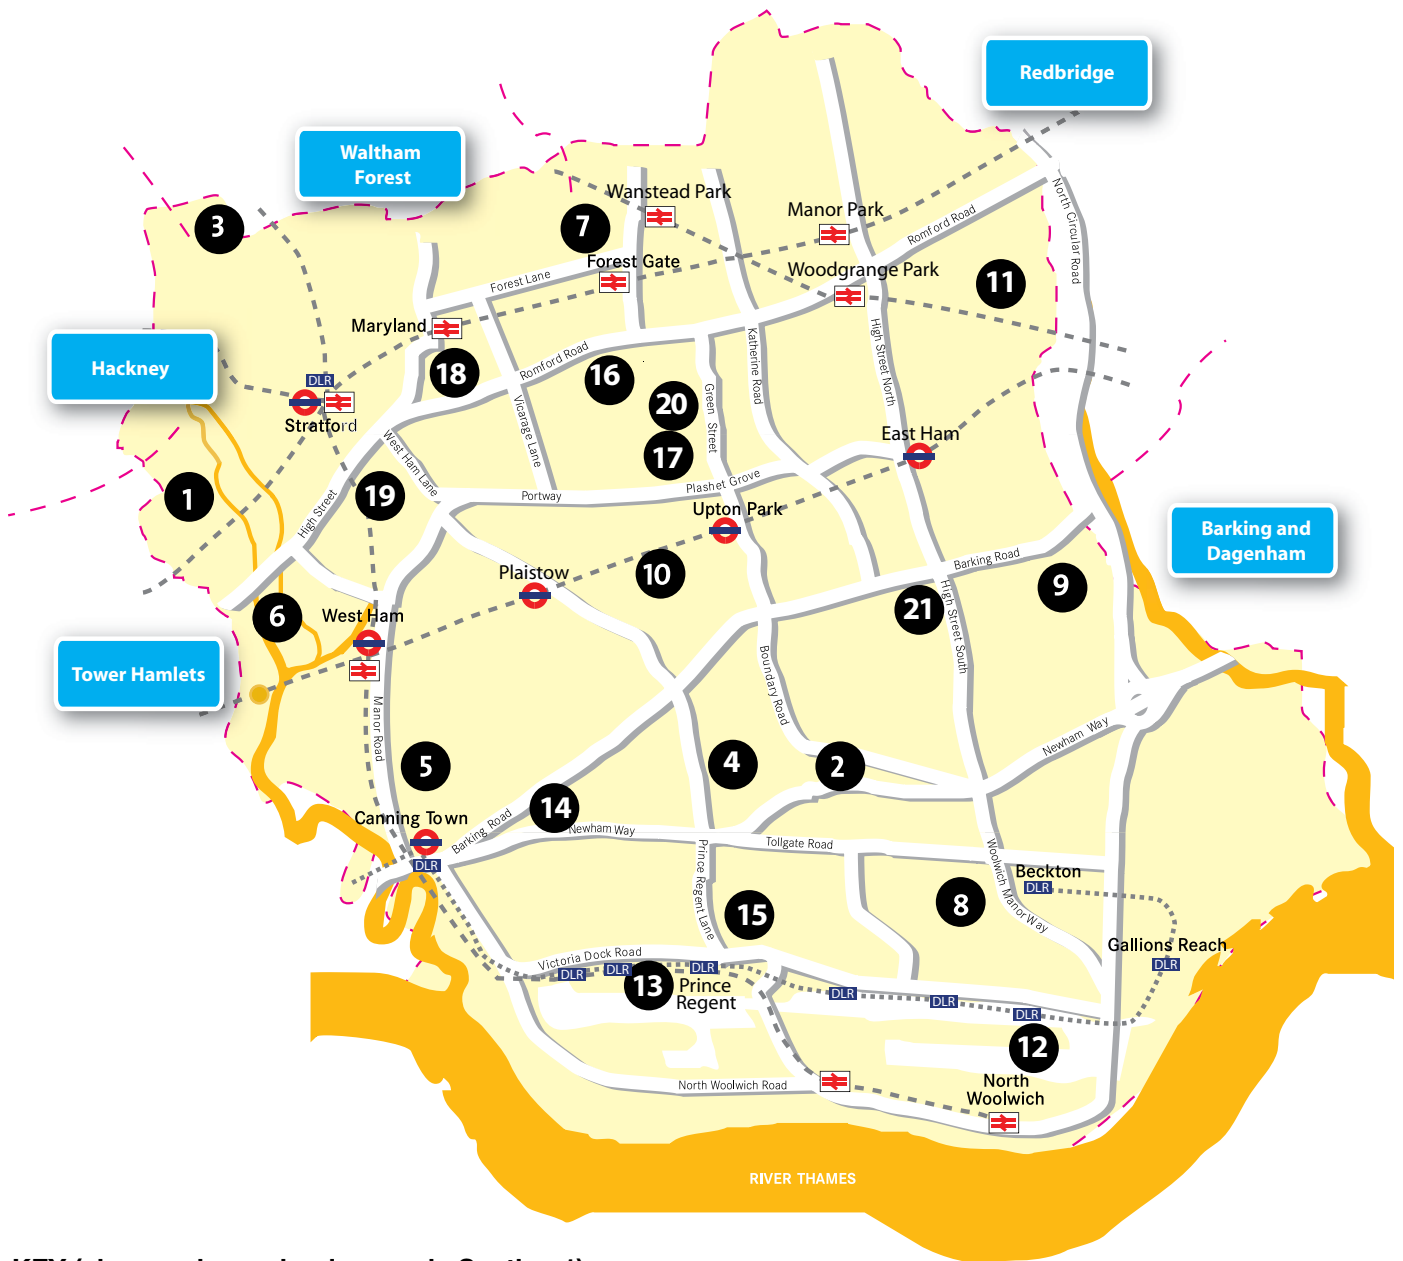 Redbridge
Waltham
Forest
3
7
Wanstead Park
Manor Park
Romford Road
North Circular Road
Forest Gate
Woodgrange Park
11
Forest Lane
Maryland
Hackney
18
Romford Road
16
20
Katherine Road
High Street North
DLR
Stratford
Vicarage Lane
Green Street
East Ham
West Ham Lane
17
1
19
High Street
Portway
Plashet Grove
Upton Park
Barking and
Dagenham
Plaistow
10
Barking Road
9
21
6
West Ham
High Street South
Tower Hamlets
Manor Road
Boundary Road
Newham Way
5
4
2
14
Canning Town
DLR
Barking Road
Newham Way
Tollgate Road
Prince Regent Lane
Woolwich Manor Way
Beckton
DLR
15
8
Gallions Reach
DLR
Victoria Dock Road
DLR
DLR
DLR
13
Prince
Regent
DLR
DLR
DLR
12
North Woolwich Road
North
Woolwich
RIVER THAMES